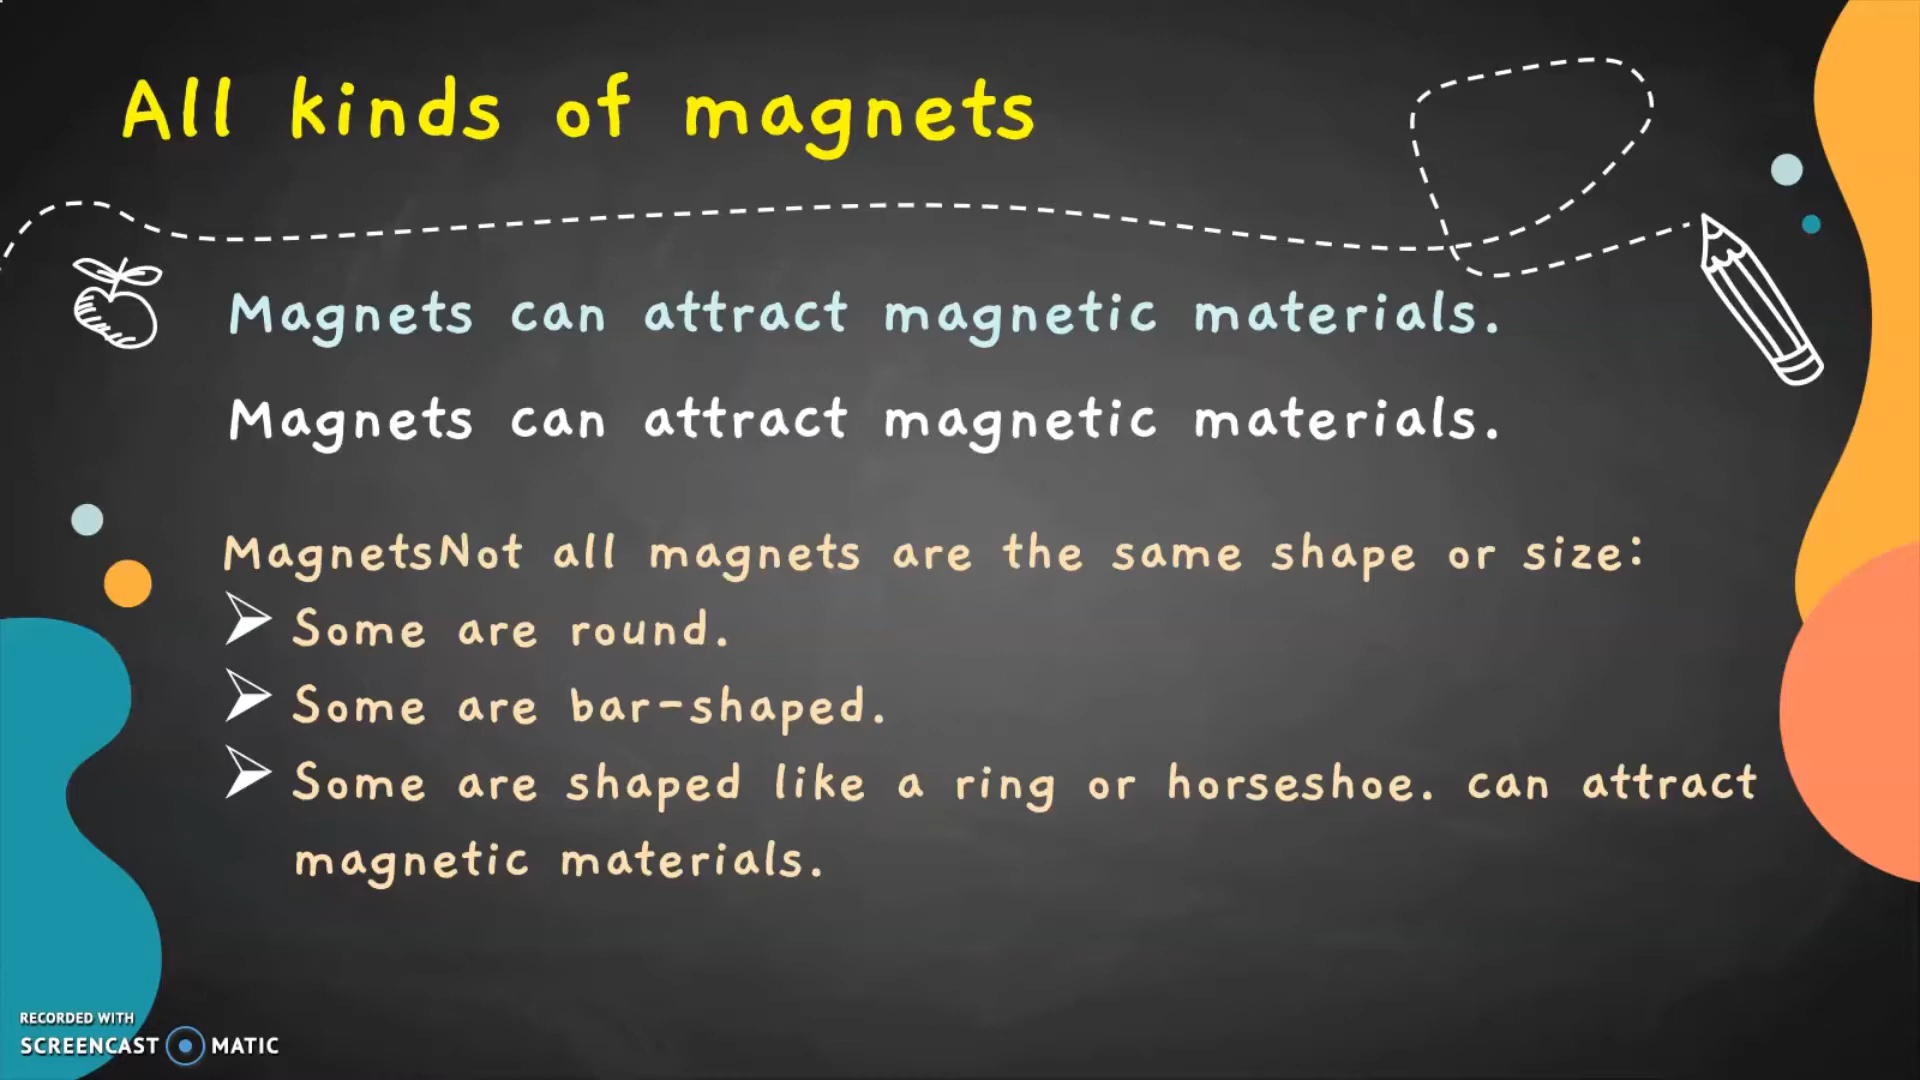 All kinds of magnets
Magnets can attract magnetic materials.
Magnets can attract magnetic materials.
MagnetsNot all magnets are the same shape or size:
Some are round.
Some are bar-shaped.
Some are shaped like a ring or horseshoe. can attract
magnetic materials.
RECORDED WITH
SCREENCAST MATIC